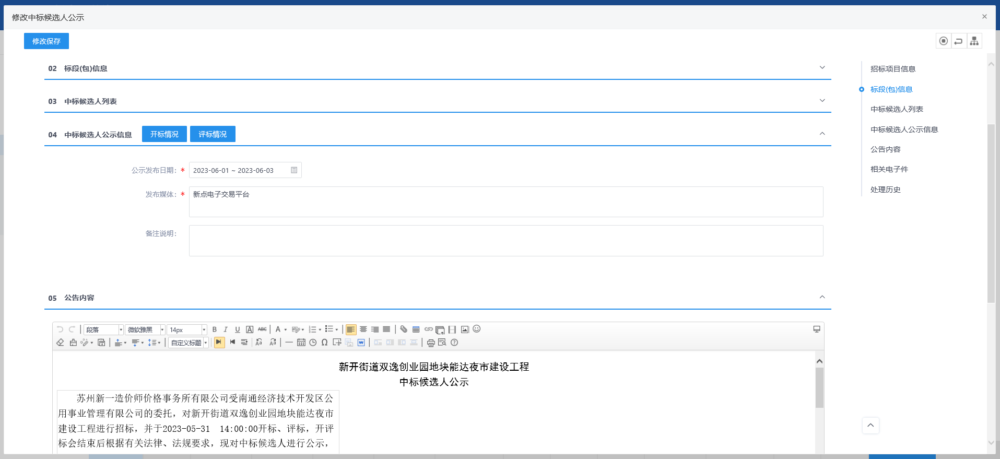 修改中标候选人公示
修改保存
02 标段(包)信息
03 中标候选人列表
04 中标候选人公示信息 开标情况 评标情况
公示发布日期: * 2023-06-01 ~ 2023-06-03
发布媒体: * 新点电子交易平台
备注说明:
05 公告内容
段落 微软雅黑 14px
自定义标题
新开街道双逸创业园地块能达夜市建设工程
中标候选人公示
苏州新一造价师价格事务所有限公司受南通经济技术开发区公
用事业管理有限公司的委托，对新开街道双逸创业园地块能达夜市
建设工程进行招标，并于2023-05-31 14:00:00开标、评标，开评
标会结束后根据有关法律、法规要求，现对中标候选人进行公示，
招标项目信息
标段(包)信息
中标候选人列表
中标候选人公示信息
公告内容
相关电子件
处理历史